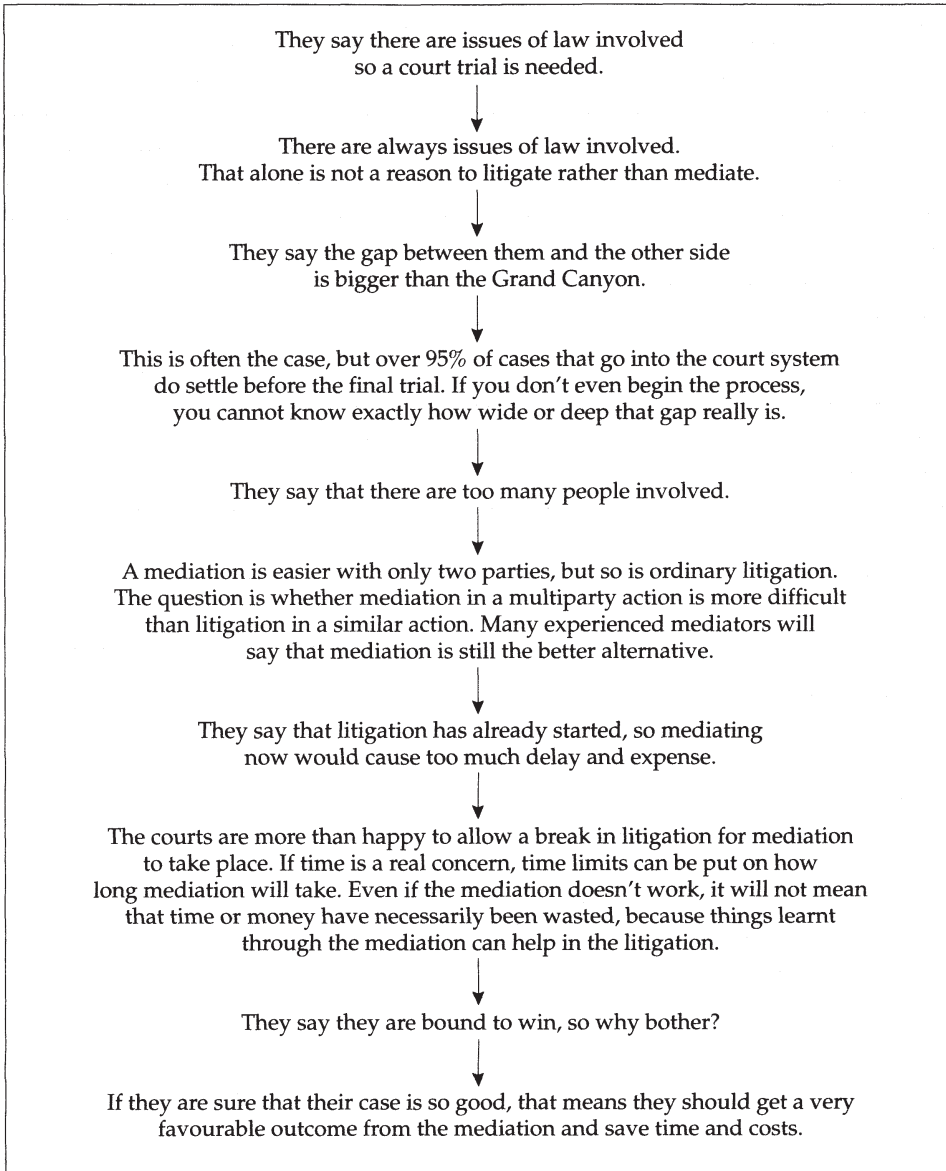 They say there are issues of law involved
so a court trial is needed.
There are always issues of law involved.
That alone is not a reason to litigate rather than mediate.
They say the gap between them and the other side
is bigger than the Grand Canyon.
This is often the case, but over 95% of cases that go into the court system
do settle before the final trial. If you don't even begin the process,
you cannot know exactly how wide or deep that gap really is.
They say that there are too many people involved.
A mediation is easier with only two parties, but so is ordinary litigation.
The question is whether mediation in a multiparty action is more difficult
than litigation in a similar action. Many experienced mediators will
say that mediation is still the better alternative.
They say that litigation has already started, so mediating
now would cause too much delay and expense.
The courts are more than happy to allow a break in litigation for mediation
to take place. If time is a real concern, time limits can be put on how
long mediation will take. Even if the mediation doesn't work, it will not mean
that time or money have necessarily been wasted, because things learnt
through the mediation can help in the litigation.
They say they are bound to win, so why bother?
If they are sure that their case is so good, that means they should get a very
favourable outcome from the mediation and save time and costs.